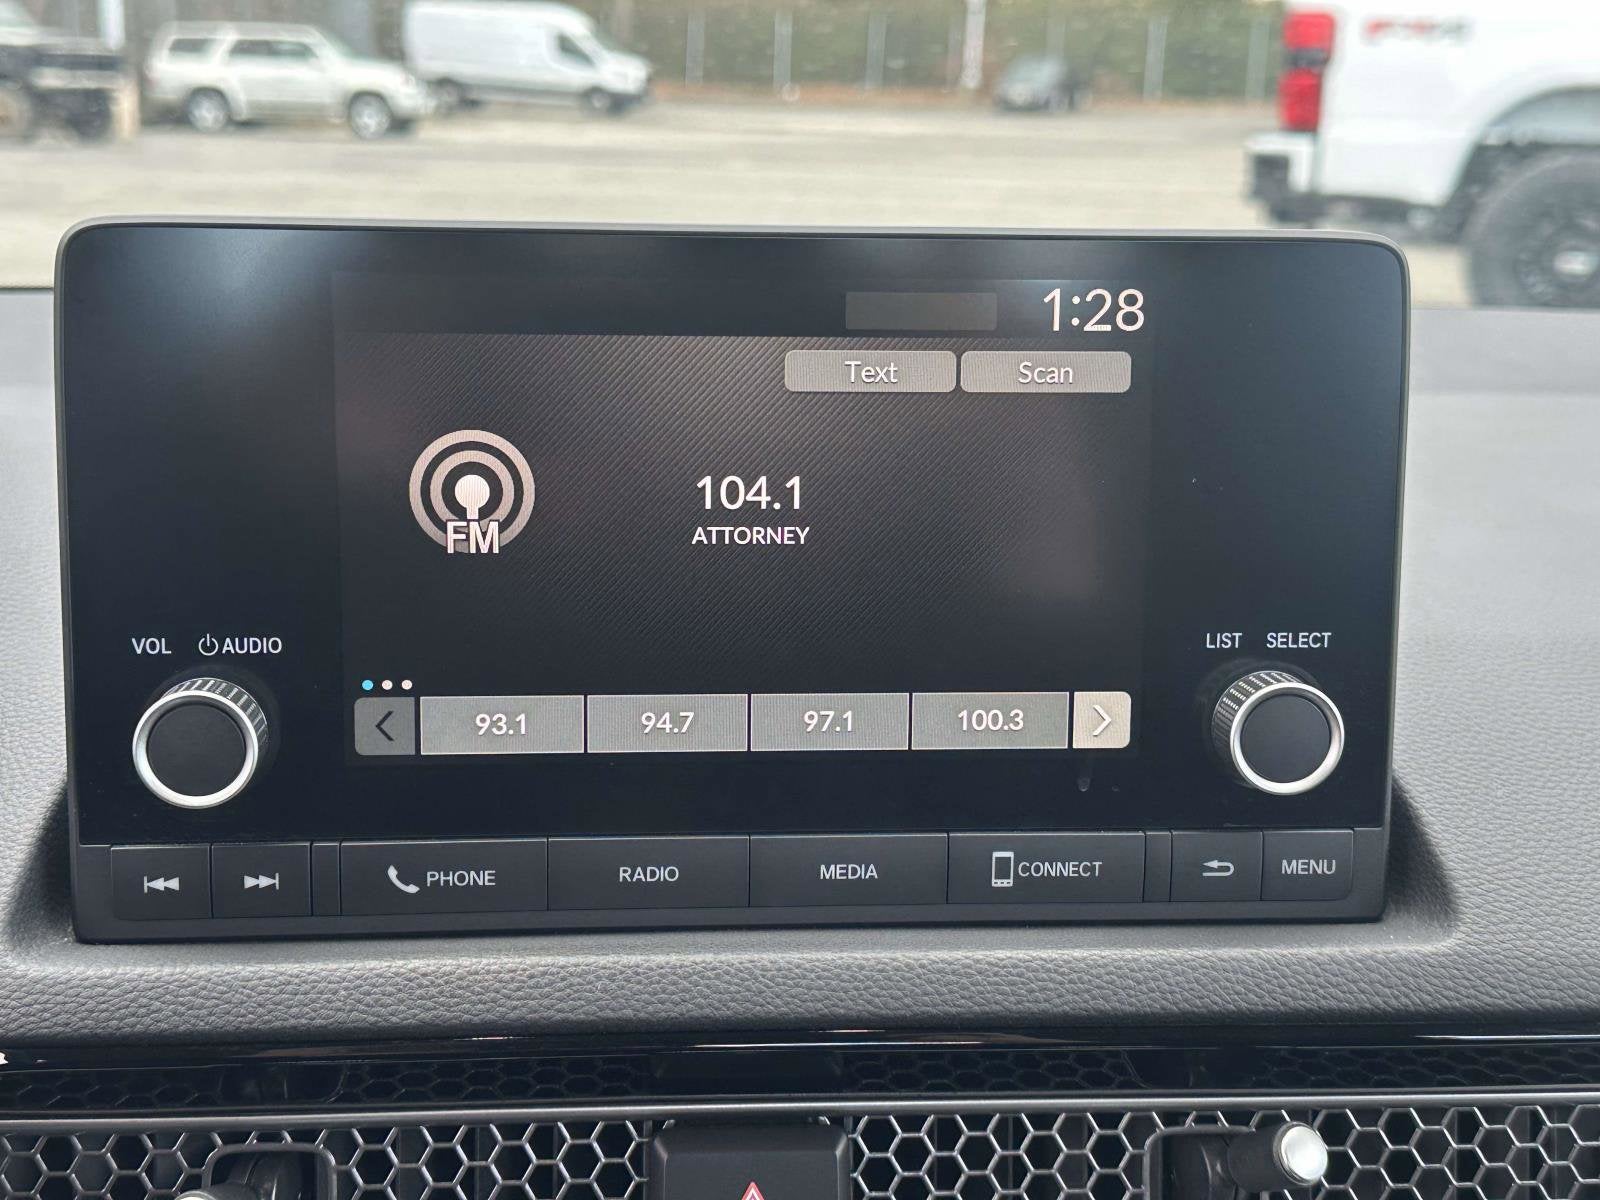 1:28
Text Scan
FM
104.1
ATTORNEY
VOL AUDIO
LIST SELECT
93.1 94.7 97.1 100.3
PHONE RADIO MEDIA CONNECT MENU